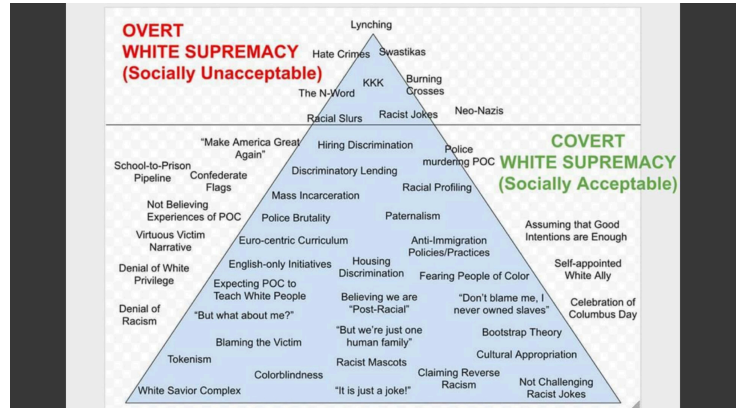 Lynching
OVERT
WHITE SUPREMACY
(Socially Unacceptable)
Hate Crimes
Swastikas
KKK
Burning
Crosses
The N-Word
Racial Slurs
Racist Jokes
Neo-Nazis
COVERT
WHITE SUPREMACY
(Socially Acceptable)
“Make America Great
Again”
Hiring Discrimination
Police
murdering POC
School-to-Prison
Pipeline
Confederate
Flags
Discriminatory Lending
Racial Profiling
Mass Incarceration
Not Believing
Experiences of POC
Police Brutality
Paternalism
Assuming that Good
Intentions are Enough
Virtuous Victim
Narrative
Euro-centric Curriculum
Anti-Immigration
Policies/Practices
Denial of White
Privilege
English-only Initiatives
Housing
Discrimination
Fearing People of Color
Self-appointed
White Ally
Expecting POC to
Teach White People
Believing we are
“Post-Racial”
“Don’t blame me, I
never owned slaves”
Celebration of
Columbus Day
Denial of
Racism
“But what about me?”
“But we’re just one
human family”
Bootstrap Theory
Blaming the Victim
Tokenism
Racist Mascots
Cultural Appropriation
Colorblindness
Claiming Reverse
Racism
White Savior Complex
“It is just a joke!”
Not Challenging
Racist Jokes